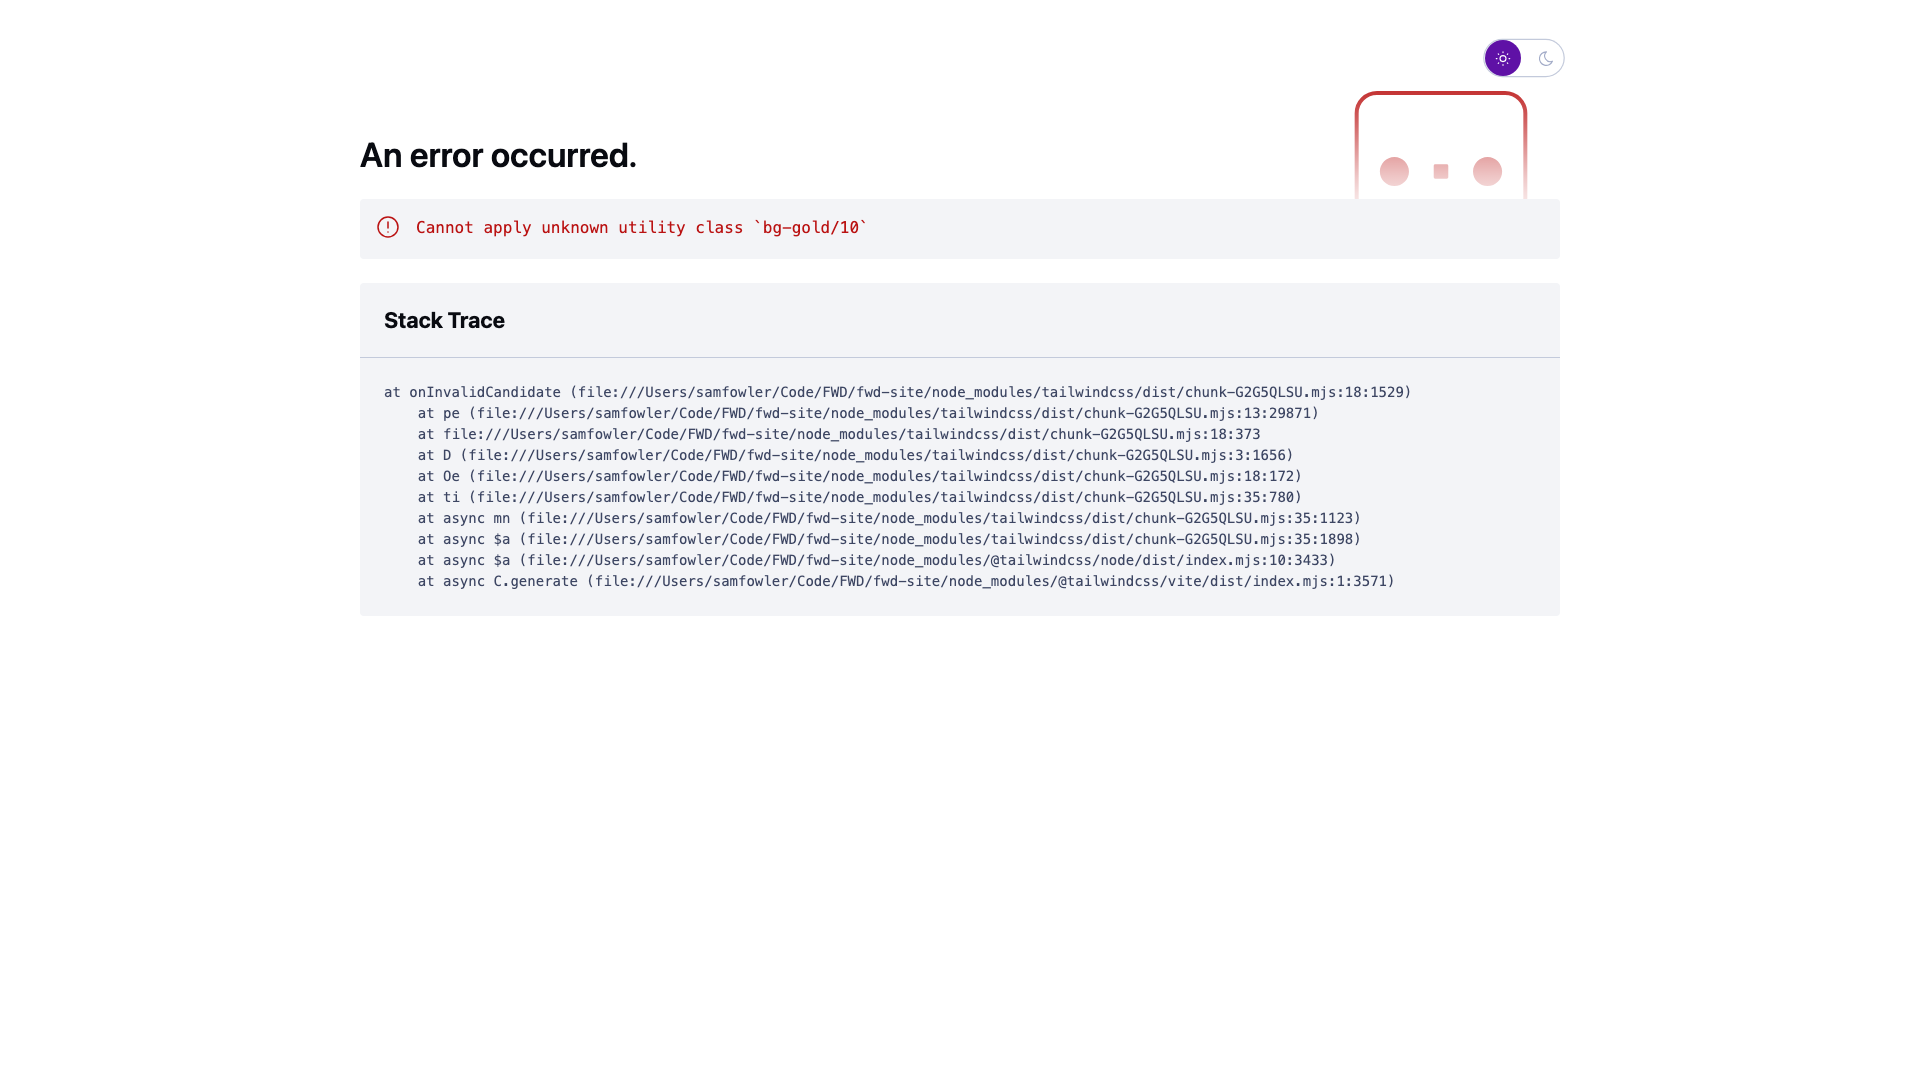 An error occurred.
Cannot apply unknown utility class `bg-gold/10`
Stack Trace
at onInvalidCandidate (file:///Users/samfowler/Code/FWD/fwd-site/node_modules/tailwindcss/dist/chunk-G2G5QLSU.mjs:18:1529)
at pe (file:///Users/samfowler/Code/FWD/fwd-site/node_modules/tailwindcss/dist/chunk-G2G5QLSU.mjs:13:29871)
at file:///Users/samfowler/Code/FWD/fwd-site/node_modules/tailwindcss/dist/chunk-G2G5QLSU.mjs:18:373
at D (file:///Users/samfowler/Code/FWD/fwd-site/node_modules/tailwindcss/dist/chunk-G2G5QLSU.mjs:3:1656)
at Oe (file:///Users/samfowler/Code/FWD/fwd-site/node_modules/tailwindcss/dist/chunk-G2G5QLSU.mjs:18:172)
at ti (file:///Users/samfowler/Code/FWD/fwd-site/node_modules/tailwindcss/dist/chunk-G2G5QLSU.mjs:35:780)
at async mn (file:///Users/samfowler/Code/FWD/fwd-site/node_modules/tailwindcss/dist/chunk-G2G5QLSU.mjs:35:1123)
at async $a (file:///Users/samfowler/Code/FWD/fwd-site/node_modules/tailwindcss/dist/chunk-G2G5QLSU.mjs:35:1898)
at async $a (file:///Users/samfowler/Code/FWD/fwd-site/node_modules/@tailwindcss/node/dist/index.mjs:10:3433)
at async C.generate (file:///Users/samfowler/Code/FWD/fwd-site/node_modules/@tailwindcss/vite/dist/index.mjs:1:3571)